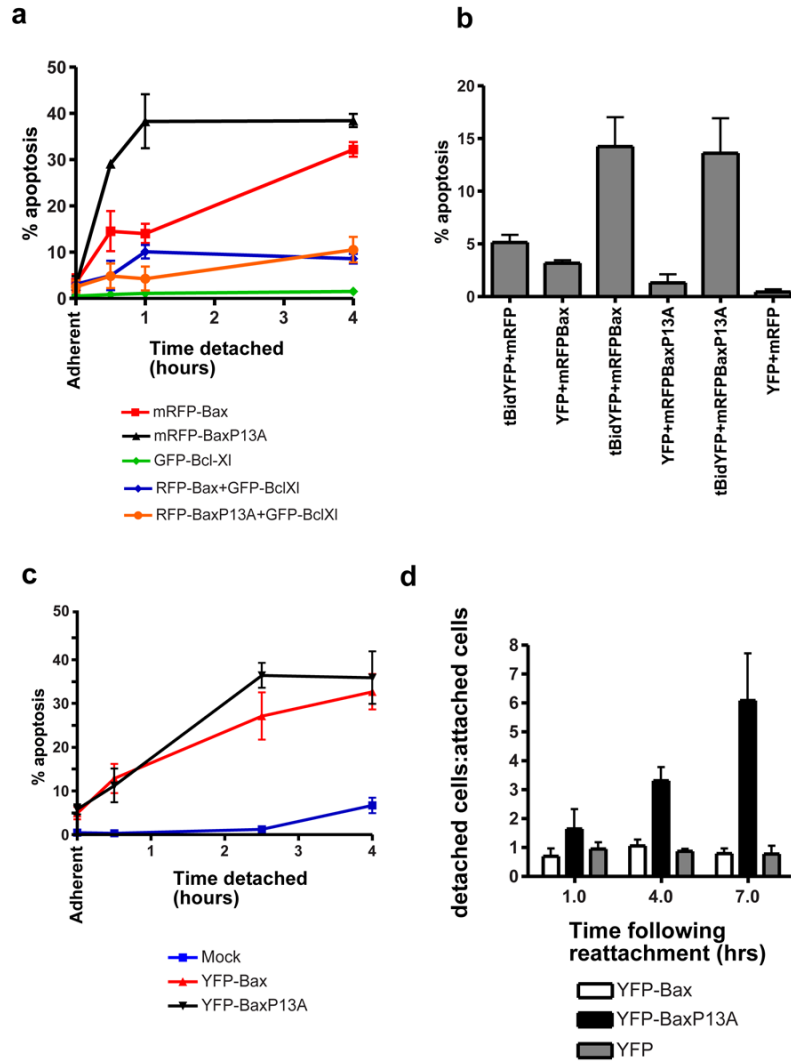 a
% apoptosis
50
40
30
20
10
0
Adherent
1
2
3
4
Time detached
(hours)
mRFP-Bax
mRFP-BaxP13A
GFP-Bcl-Xl
RFP-Bax+GFP-BclXl
RFP-BaxP13A+GFP-BclXl
b
% apoptosis
20
15
10
5
0
tBidYFP+mRFP
YFP+mRFPBax
tBidYFP+mRFPBax
YFP+mRFPBaxP13A
tBidYFP+mRFPBaxP13A
YFP+mRFP
c
% apoptosis
50
40
30
20
10
0
Adherent
1
2
3
4
Time detached
(hours)
Mock
YFP-Bax
YFP-BaxP13A
d
detached cells:attached cells
8
7
6
5
4
3
2
1
0
1.0
4.0
7.0
Time following
reattachment (hrs)
YFP-Bax
YFP-BaxP13A
YFP